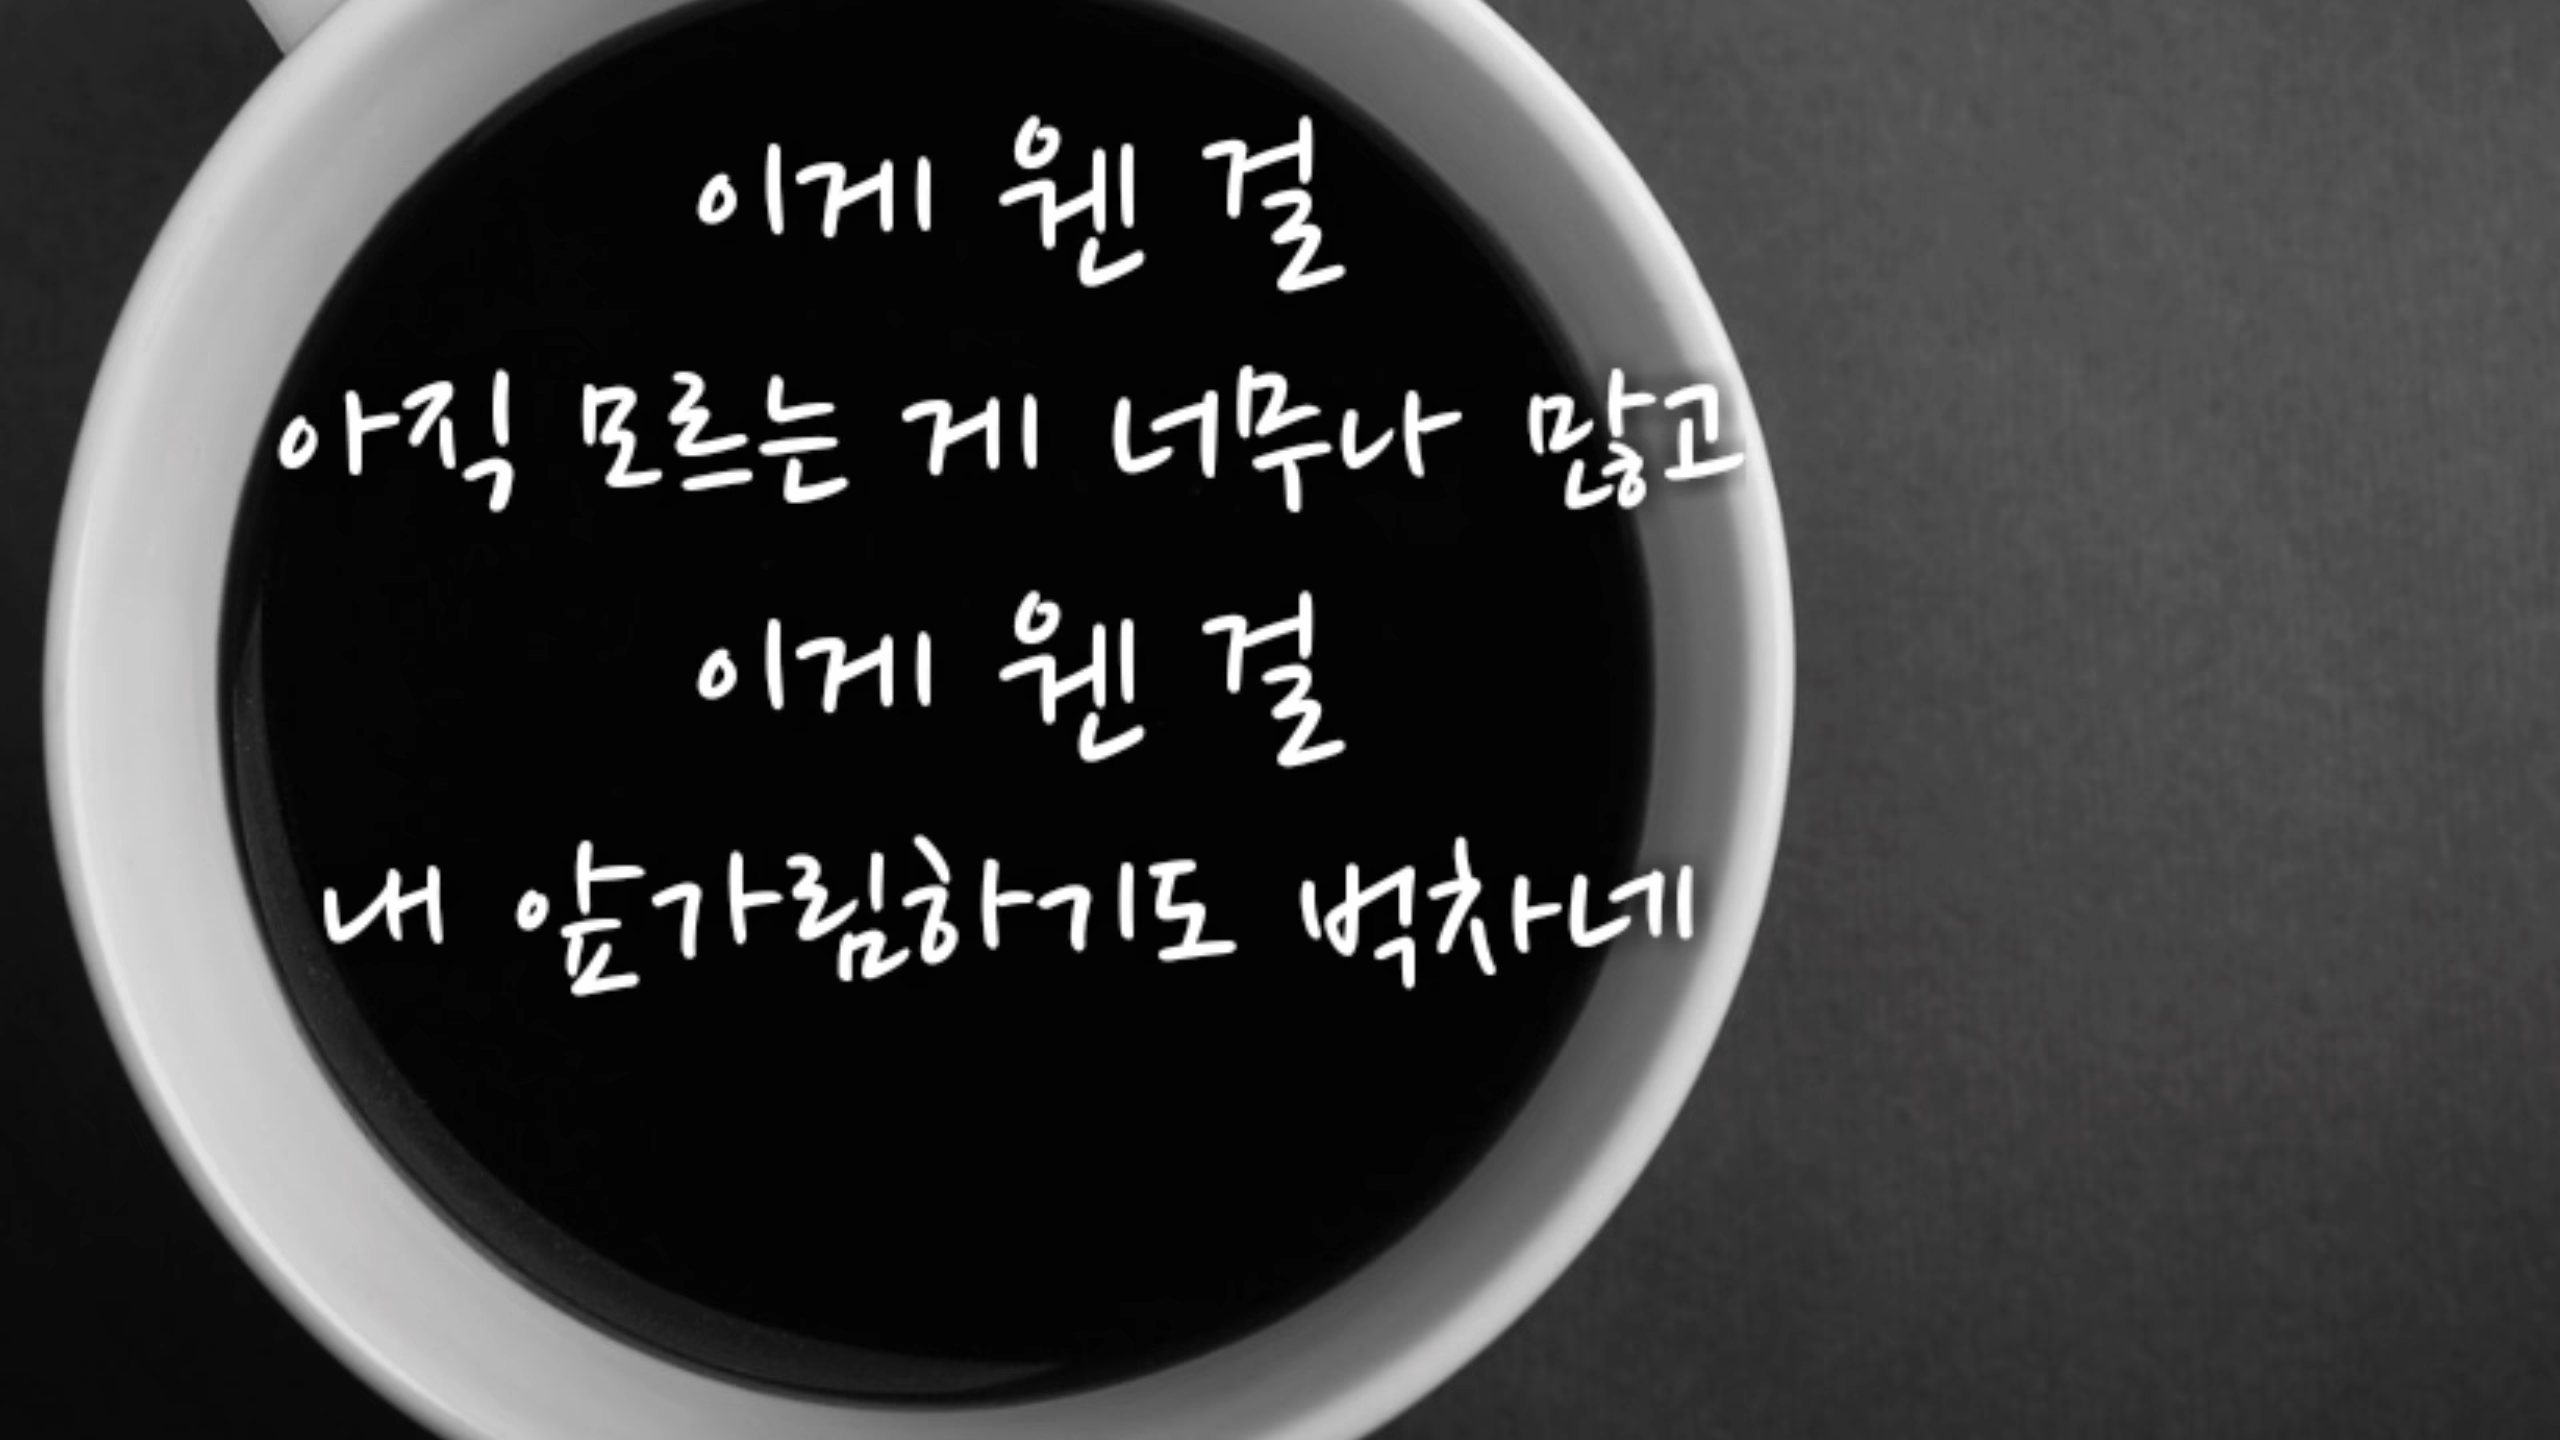 이게 웬 걸
아직 모르는 게 너무나 많고
이게 웬 걸
내 앞가림하기도 벅차네